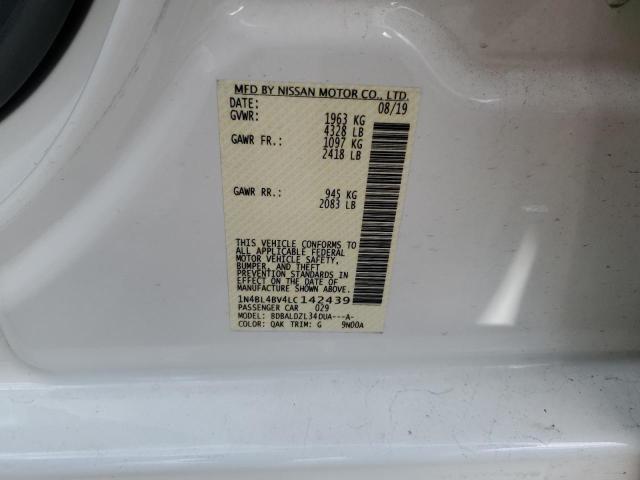 MFD BY NISSAN MOTOR CO., LTD.
DATE: 08/19
GVWR: 1963 KG
4328 LB
GAWR FR.: 1097 KG
2418 LB
GAWR RR.: 945 KG
2083 LB
THIS VEHICLE CONFORMS TO
ALL APPLICABLE FEDERAL
MOTOR VEHICLE SAFETY,
BUMPER, AND THEFT
PREVENTION STANDARDS IN
EFFECT ON THE DATE OF
MANUFACTURE SHOWN ABOVE.
1N4BL4BV4LC142439
PASSENGER CAR 029
MODEL: BDBALDZL34DUA---A-
COLOR: QAK TRIM: G 9N00A